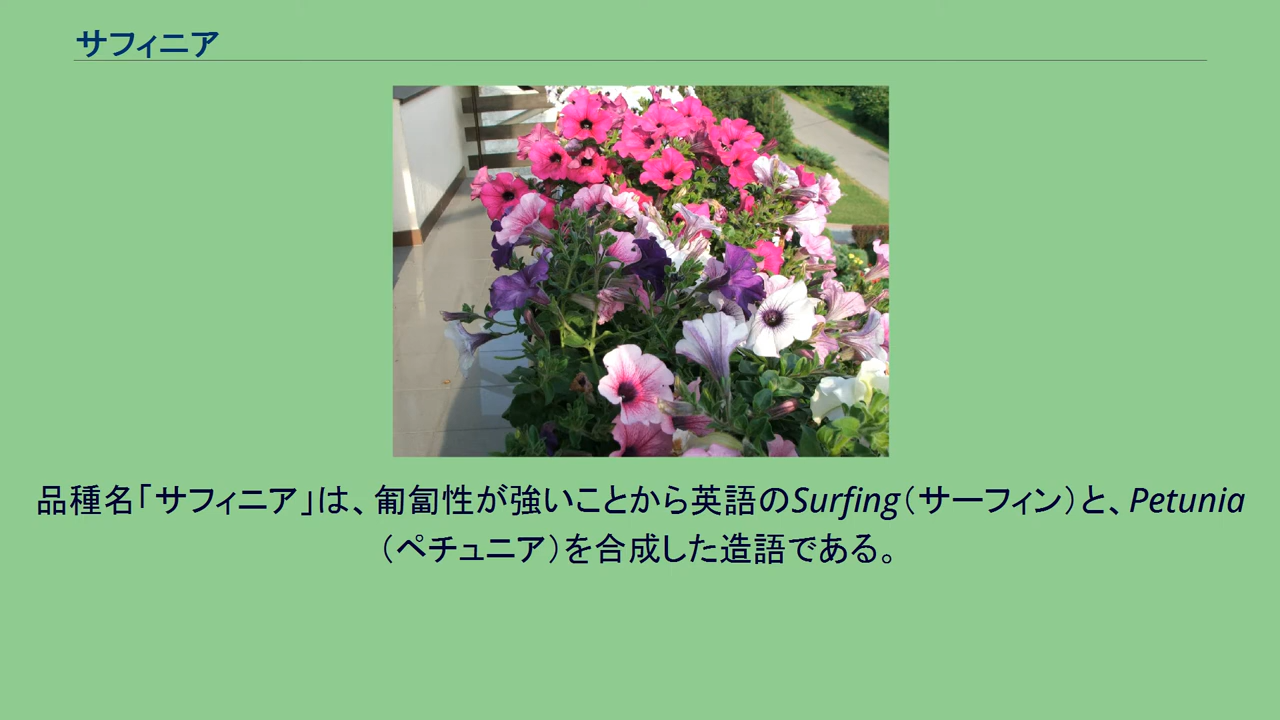 サフィニア
品種名「サフィニア」は、匍匐性が強いことから英語のSurfing（サーフィン）と、Petunia
（ペチュニア）を合成した造語である。